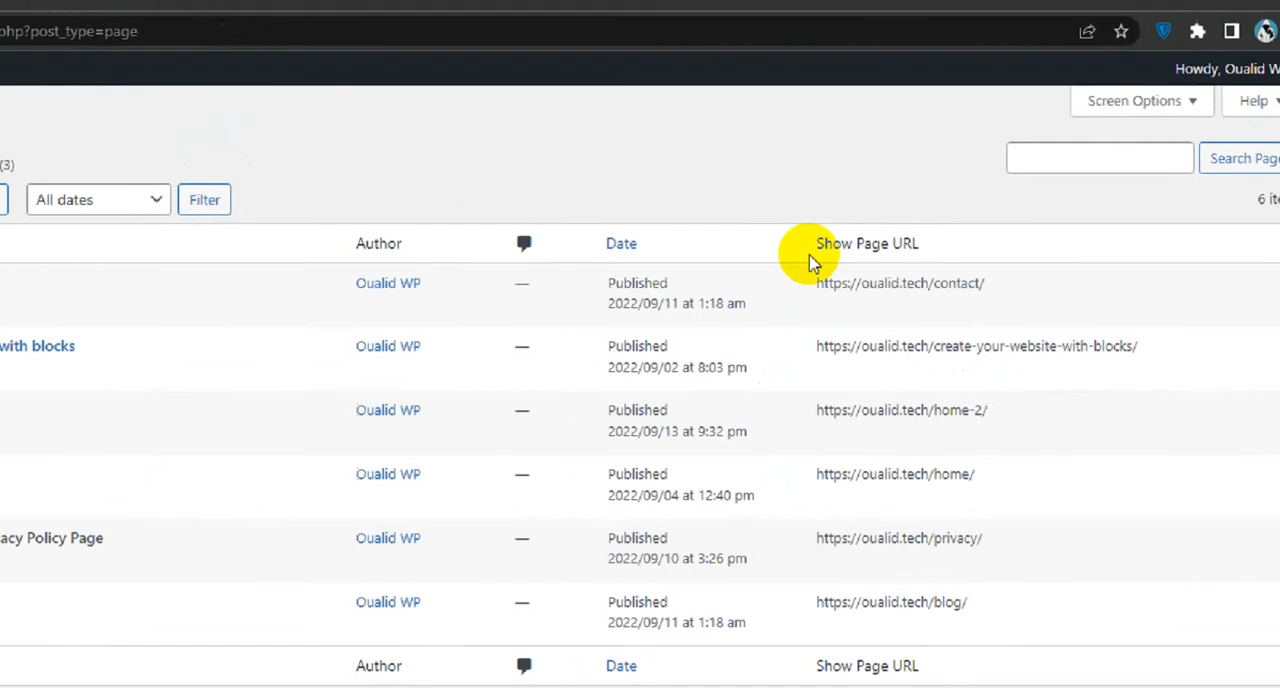 php?post_type=page
Howdy, Oualid W
Screen Options ▼
Help
(3)
Search Pag
All dates
Filter
6 it
Author Date Show Page URL
Oualid WP — Published https://oualid.tech/contact/
2022/09/11 at 1:18 am
with blocks Oualid WP — Published https://oualid.tech/create-your-website-with-blocks/
2022/09/02 at 8:03 pm
Oualid WP — Published https://oualid.tech/home-2/
2022/09/13 at 9:32 pm
Oualid WP — Published https://oualid.tech/home/
2022/09/04 at 12:40 pm
acy Policy Page Oualid WP — Published https://oualid.tech/privacy/
2022/09/10 at 3:26 pm
Oualid WP — Published https://oualid.tech/blog/
2022/09/11 at 1:18 am
Author Date Show Page URL